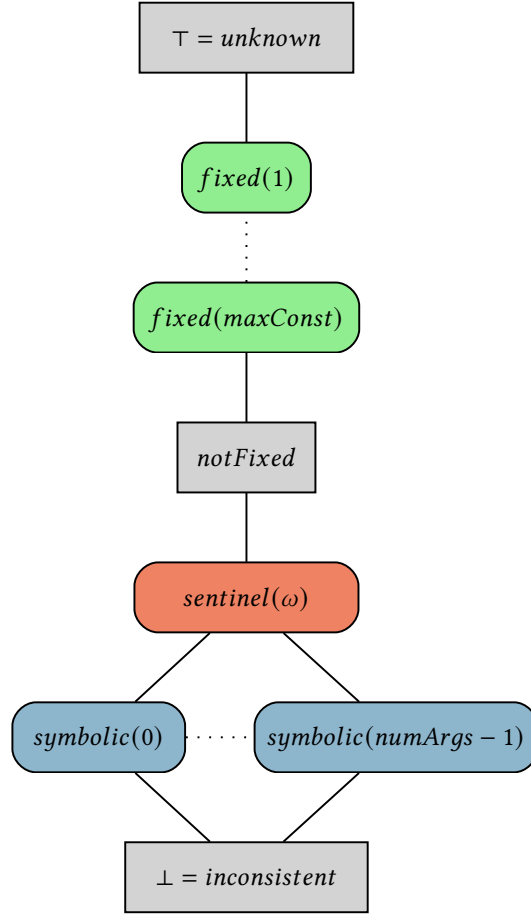 ⊤ = unknown
fixed(1)
fixed(maxConst)
notFixed
sentinel(ω)
symbolic(0)
symbolic(numArgs − 1)
⊥ = inconsistent